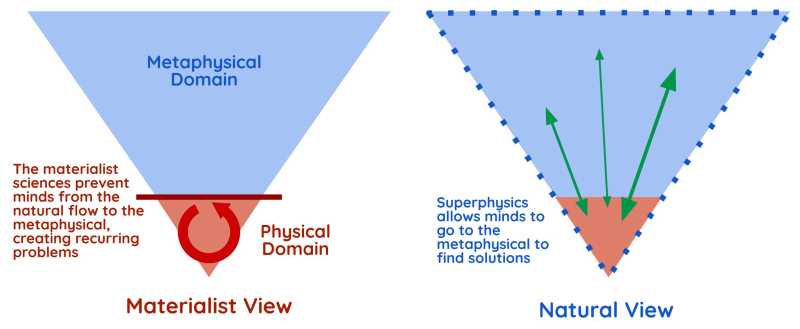 Metaphysical
Domain
The materialist
sciences prevent
minds from the
natural flow to the
metaphysical,
creating recurring
problems
Physical
Domain
Materialist View
Superphysics
allows minds to
go to the
metaphysical to
find solutions
Natural View